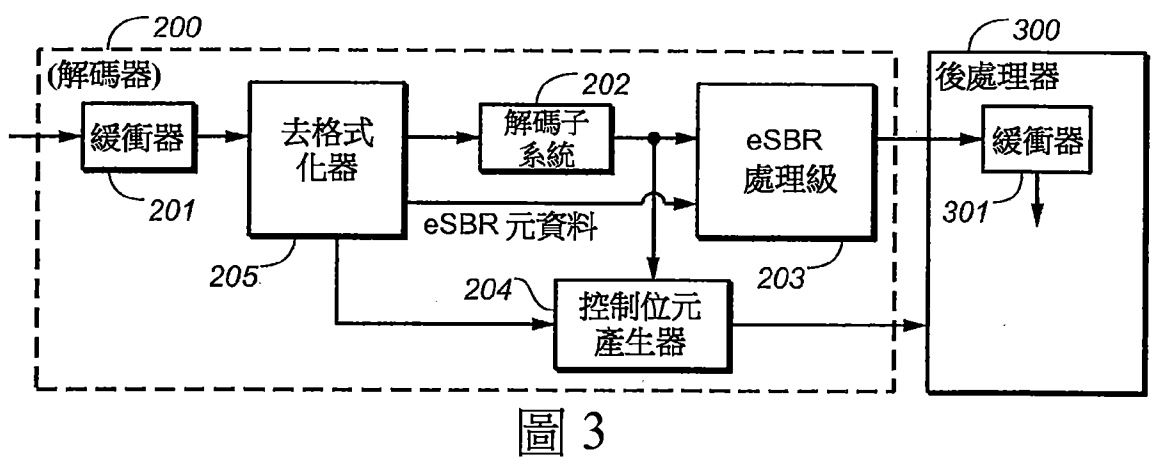 200
300
(解碼器)
後處理器
202
緩衝器
去格式
化器
解碼子
系統
eSBR
處理級
緩衝器
201
301
eSBR 元資料
205
203
204
控制位元
產生器
圖 3